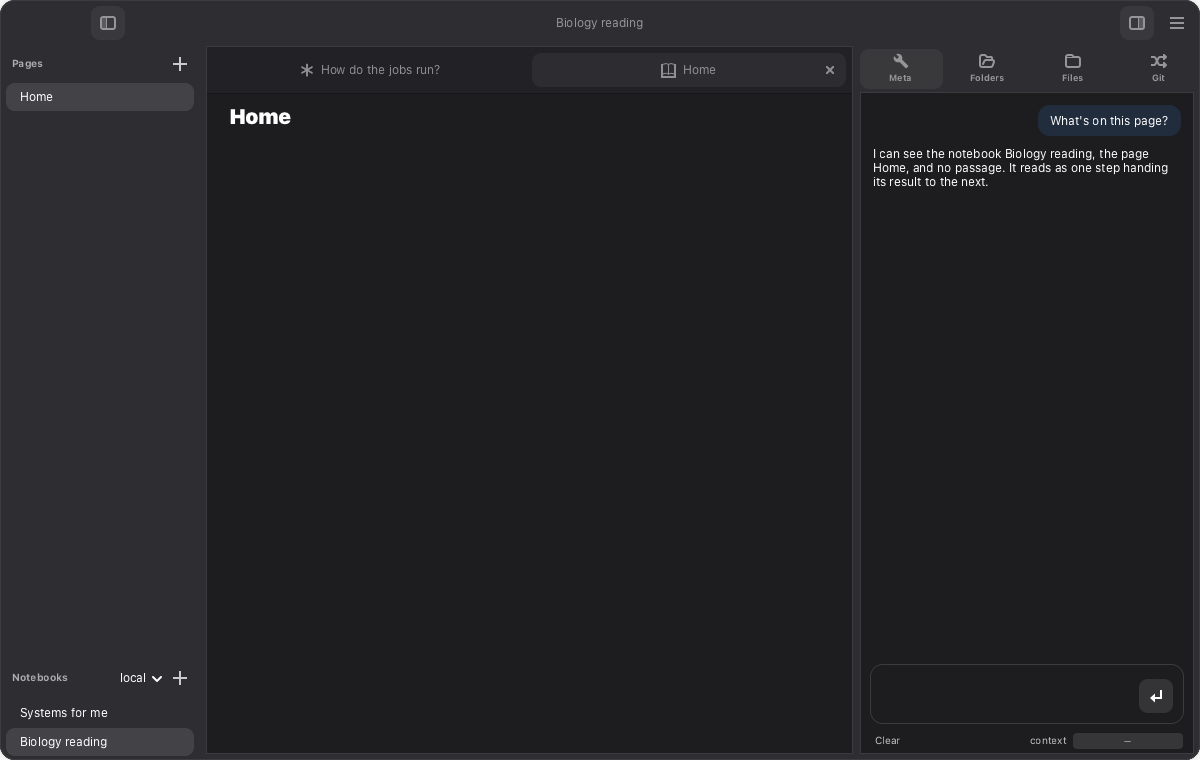 Biology reading
Pages
Home
How do the jobs run?
Home
Home
Meta
Folders
Files
Git
What's on this page?
I can see the notebook Biology reading, the page
Home, and no passage. It reads as one step handing
its result to the next.
Notebooks
local
Systems for me
Biology reading
Clear
context
–